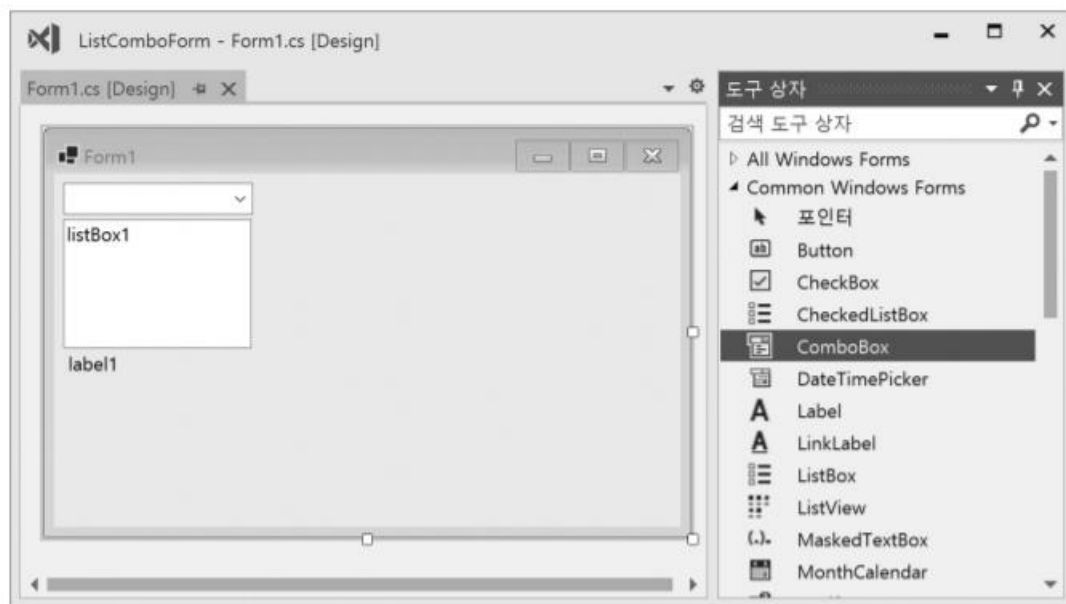 ListComboForm - Form1.cs [Design]
Form1.cs [Design]
Form1
listBox1
label1
도구 상자
검색 도구 상자
All Windows Forms
Common Windows Forms
포인터
Button
CheckBox
CheckedListBox
ComboBox
DateTimePicker
Label
LinkLabel
ListBox
ListView
MaskedTextBox
MonthCalendar